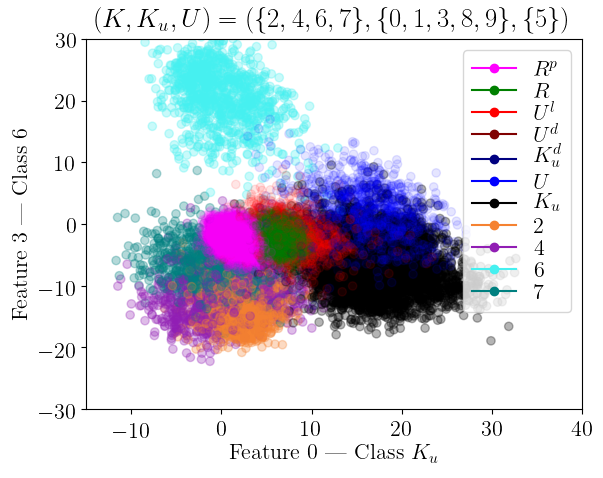 (K, K_u, U) = ({2, 4, 6, 7}, {0, 1, 3, 8, 9}, {5})
Feature 3 — Class 6
30
20
10
0
−10
−20
−30
R^p
R
U^l
U^d
K_u^d
U
K_u
2
4
6
7
−10
0
10
20
30
40
Feature 0 — Class K_u